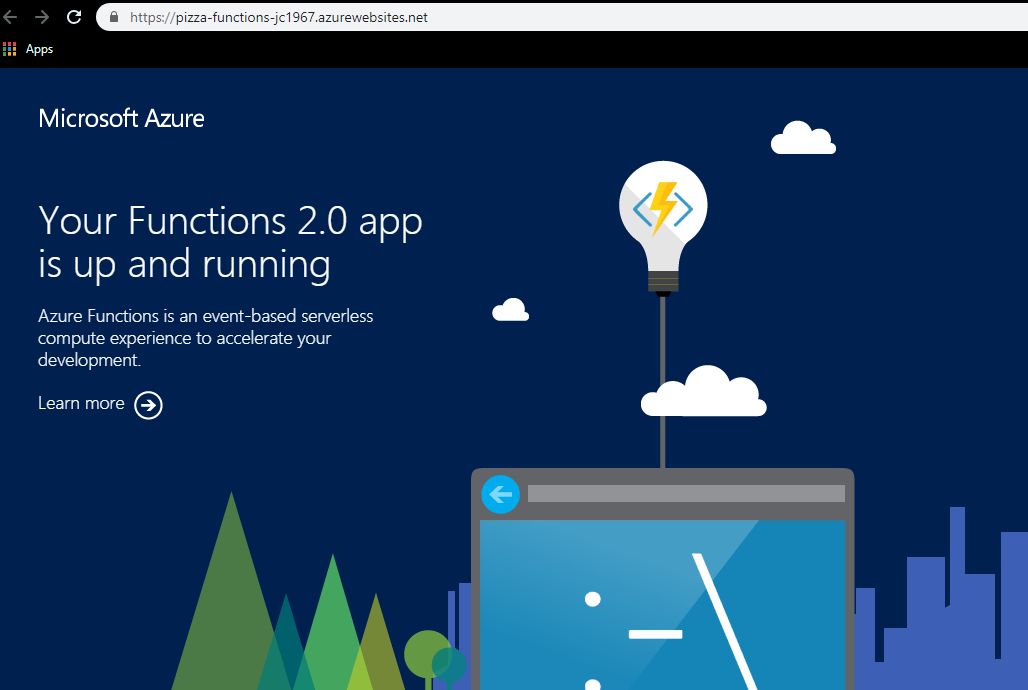 https://pizza-functions-jc1967.azurewebsites.net
Apps
Microsoft Azure
Your Functions 2.0 app
is up and running
Azure Functions is an event-based serverless
compute experience to accelerate your
development.
Learn more